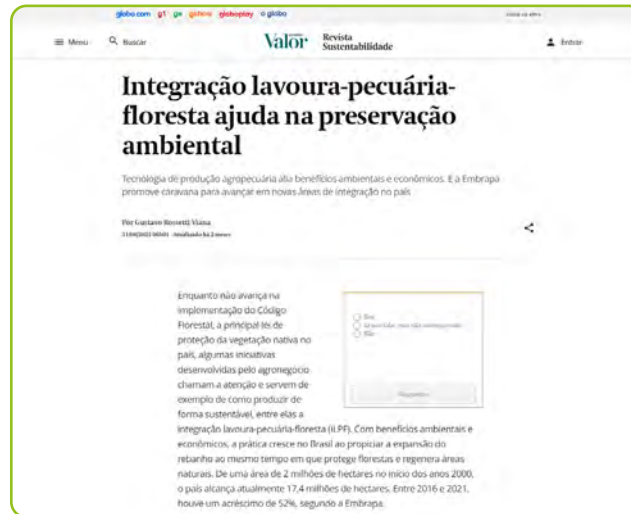 globo.com g1 ge gshow globoplay o globo
Menu
Buscar
Valor
Revista
Sustentabilidade
Entrar
Integração lavoura-pecuária-
floresta ajuda na preservação
ambiental
Tecnologia de produção agropecuária alia benefícios ambientais e econômicos. E a Embrapa
promove caravana para avançar em novas áreas de integração no país
Por Gustavo Rossetti Viana
Enquanto não avança na
implementação do Código
Florestal, a principal lei de
proteção da vegetação nativa no
país, algumas iniciativas
desenvolvidas pelo agronegócio
chamam a atenção e servem de
exemplo de como produzir de
forma sustentável, entre elas a
integração lavoura-pecuária-floresta (ILPF). Com benefícios ambientais e
econômicos, a prática cresce no Brasil ao propiciar a expansão do
rebanho ao mesmo tempo em que protege florestas e regenera áreas
naturais. De uma área de 2 milhões de hectares no início dos anos 2000,
o país alcança atualmente 17,4 milhões de hectares. Entre 2016 e 2021,
houve um acréscimo de 52%, segundo a Embrapa.